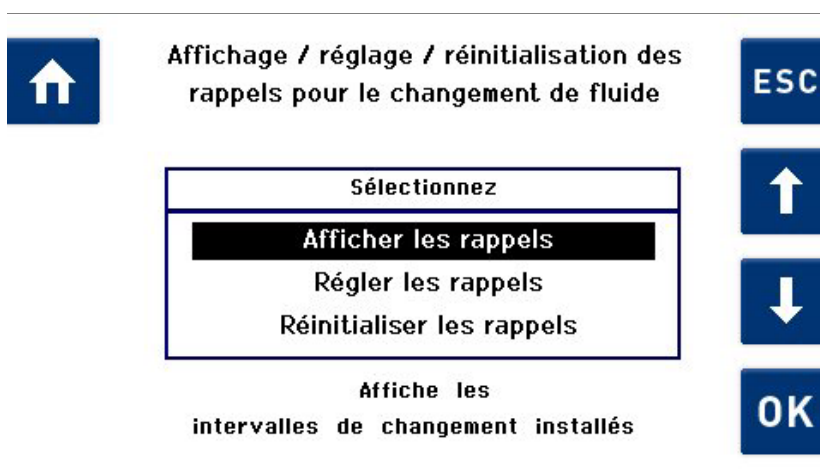 Affichage / réglage / réinitialisation des
rappels pour le changement de fluide
ESC
Sélectionnez
Afficher les rappels
Régler les rappels
Réinitialiser les rappels
Affiche les
intervalles de changement installés
OK